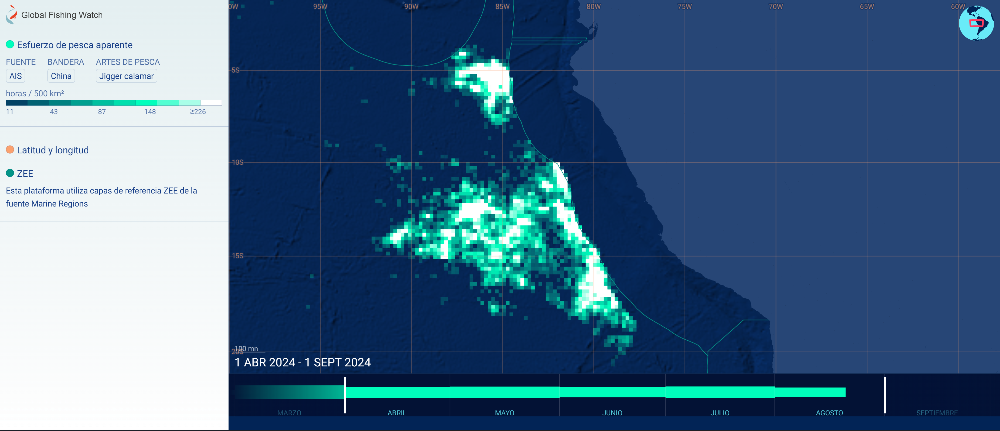 Global Fishing Watch
Esfuerzo de pesca aparente
FUENTE BANDERA ARTES DE PESCA
AIS China Jigger calamar
horas / 500 km²
11 43 87 148 ≥226
Latitud y longitud
ZEE
Esta plataforma utiliza capas de referencia ZEE de la
fuente Marine Regions
0W 95W 90W 85W 80W 75W 70W 65W 60W
5S
10S
15S
20S
100 mn
1 ABR 2024 - 1 SEPT 2024
MARZO ABRIL MAYO JUNIO JULIO AGOSTO SEPTIEMBRE